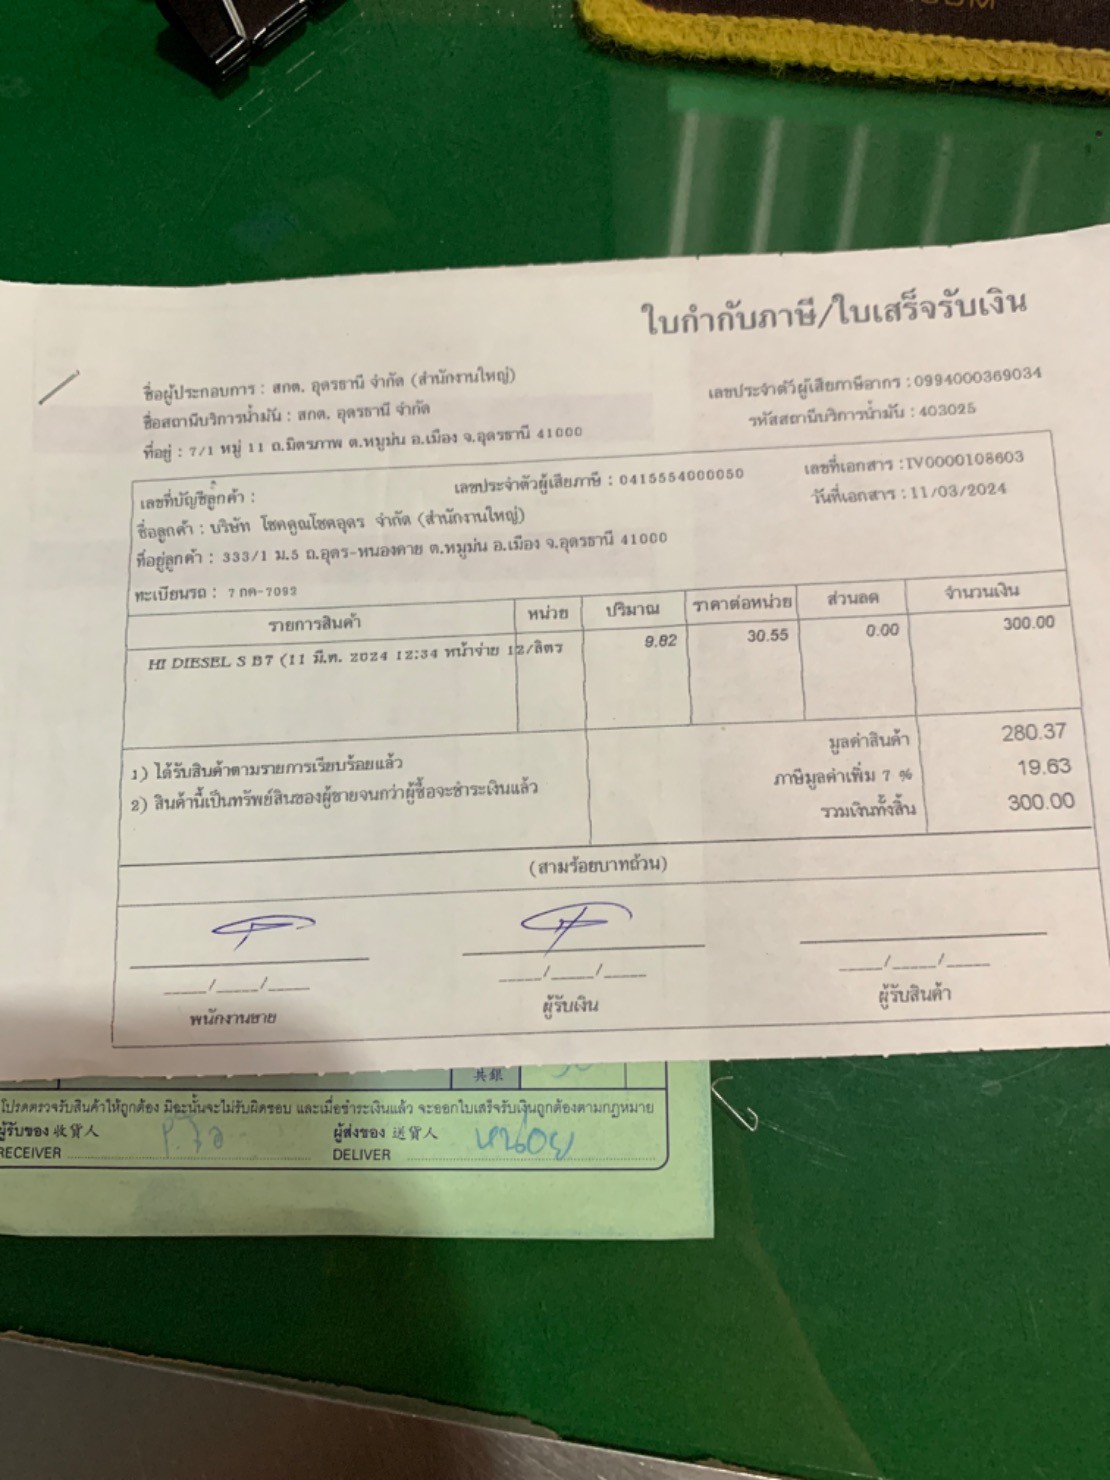 ใบกำกับภาษี/ใบเสร็จรับเงิน
ชื่อผู้ประกอบการ : สกต. อุดรธานี จำกัด (สำนักงานใหญ่)
เลขประจำตัวผู้เสียภาษีอากร : 0994000369034
ชื่อสถานีบริการน้ำมัน : สกต. อุดรธานี จำกัด
รหัสสถานีบริการน้ำมัน : 403025
ที่อยู่ : 7/1 หมู่ 11 ถ.มิตรภาพ ต.หมูม่น อ.เมือง จ.อุดรธานี 41000
เลขที่บัญชีลูกค้า :
เลขประจำตัวผู้เสียภาษี : 0415554000050
เลขที่เอกสาร : IV0000108603
ชื่อลูกค้า : บริษัท โชคคูณโชคอุดร จำกัด (สำนักงานใหญ่)
วันที่เอกสาร : 11/03/2024
ที่อยู่ลูกค้า : 333/1 ม.5 ถ.อุดร-หนองคาย ต.หมูม่น อ.เมือง จ.อุดรธานี 41000
ทะเบียนรถ : 7 กค-7092
รายการสินค้า หน่วย ปริมาณ ราคาต่อหน่วย ส่วนลด จำนวนเงิน
HI DIESEL S B7 (11 มี.ค. 2024 12:34 หน้าจ่าย 12/ลิตร 9.82 30.55 0.00 300.00
มูลค่าสินค้า 280.37
1) ได้รับสินค้าตามรายการเรียบร้อยแล้ว
ภาษีมูลค่าเพิ่ม 7 % 19.63
2) สินค้านี้เป็นทรัพย์สินของผู้ขายจนกว่าผู้ซื้อจะชำระเงินแล้ว
รวมเงินทั้งสิ้น 300.00
(สามร้อยบาทถ้วน)
____/____/____ ____/____/____ ____/____/____
พนักงานขาย ผู้รับเงิน ผู้รับสินค้า
共銀
โปรดตรวจรับสินค้าให้ถูกต้อง มิฉะนั้นจะไม่รับผิดชอบ และเมื่อชำระเงินแล้ว จะออกใบเสร็จรับเงินถูกต้องตามกฎหมาย
ผู้รับของ 收貨人 ผู้ส่งของ 送貨人 หน่อย
RECEIVER DELIVER